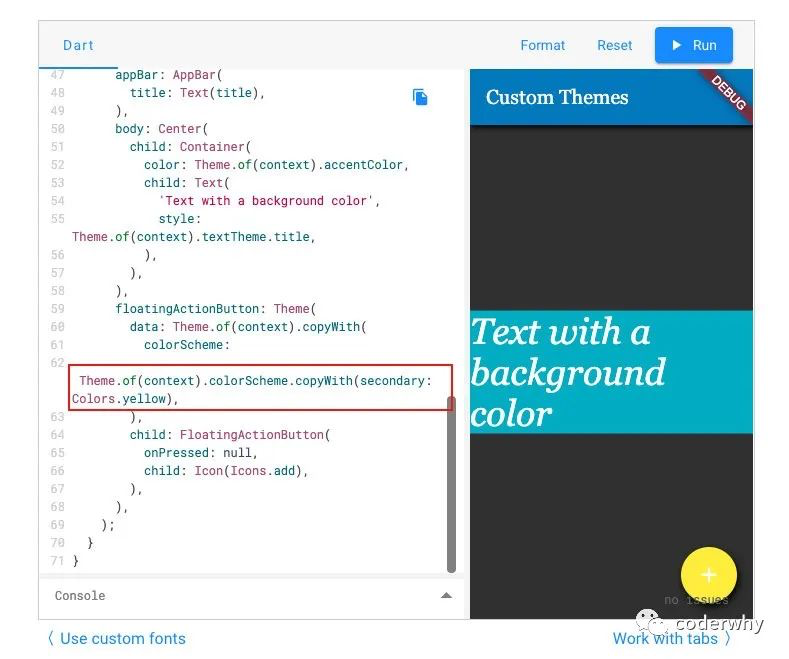 Dart
Format
Reset
Run
47 appBar: AppBar(
48 title: Text(title),
49 ),
50 body: Center(
51 child: Container(
52 color: Theme.of(context).accentColor,
53 child: Text(
54 'Text with a background color',
55 style:
Theme.of(context).textTheme.title,
56 ),
57 ),
58 ),
59 floatingActionButton: Theme(
60 data: Theme.of(context).copyWith(
61 colorScheme:
62
Theme.of(context).colorScheme.copyWith(secondary:
Colors.yellow),
63 ),
64 child: FloatingActionButton(
65 onPressed: null,
66 child: Icon(Icons.add),
67 ),
68 ),
69 );
70 }
71 }
Console
Custom Themes
DEBUG
Text with a
background
color
no issues
coderwhy
〈 Use custom fonts
Work with tabs 〉